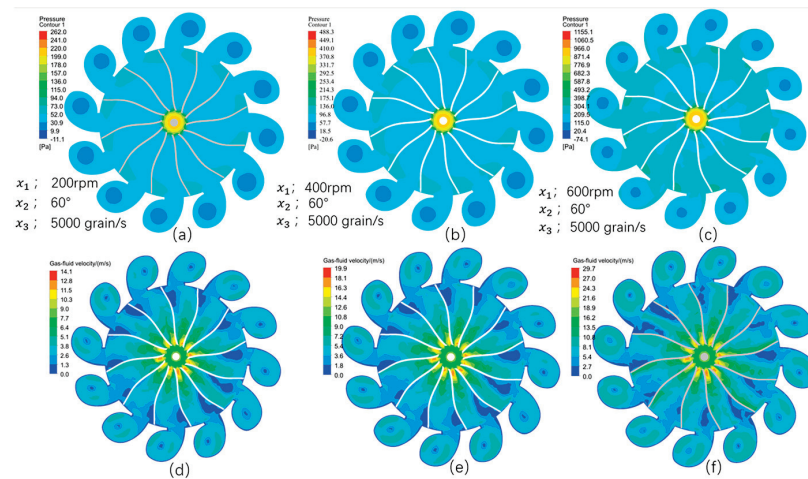 Pressure
Contour 1
262.0
241.0
220.0
199.0
178.0
157.0
136.0
115.0
94.0
73.0
52.0
30.9
9.9
-11.1
[Pa]
x₁ ; 200rpm
x₂ ; 60°
x₃ ; 5000 grain/s
(a)
Pressure
Contour 1
488.3
449.1
410.0
370.8
331.7
292.5
253.4
214.3
175.1
136.0
96.8
57.7
18.5
-20.6
[Pa]
x₁; 400rpm
x₂ ; 60°
x₃ ; 5000 grain/s
(b)
Pressure
Contour 1
1155.1
1060.5
966.0
871.4
776.9
682.3
587.8
493.2
398.
209.5
115.0
20.4
-74.1
[Pa]
x₁ ; 600rpm
x₂ ; 60°
x₃ ; 5000 grain/s
(c)
Gas-fluid velocity/(m/s)
14.1
12.8
11.5
10.3
9.0
7.7
6.4
5.1
3.8
2.6
1.3
0.0
(d)
Gas-fluid velocity/(m/s)
19.9
18.1
16.3
14.4
12.6
10.8
9.0
7.2
5.4
3.6
1.8
0.0
(e)
Gas-fluid velocity/(m/s)
29.7
27.0
24.3
21.6
18.9
16.2
13.5
10.8
8.1
5.4
2.7
0.0
(f)